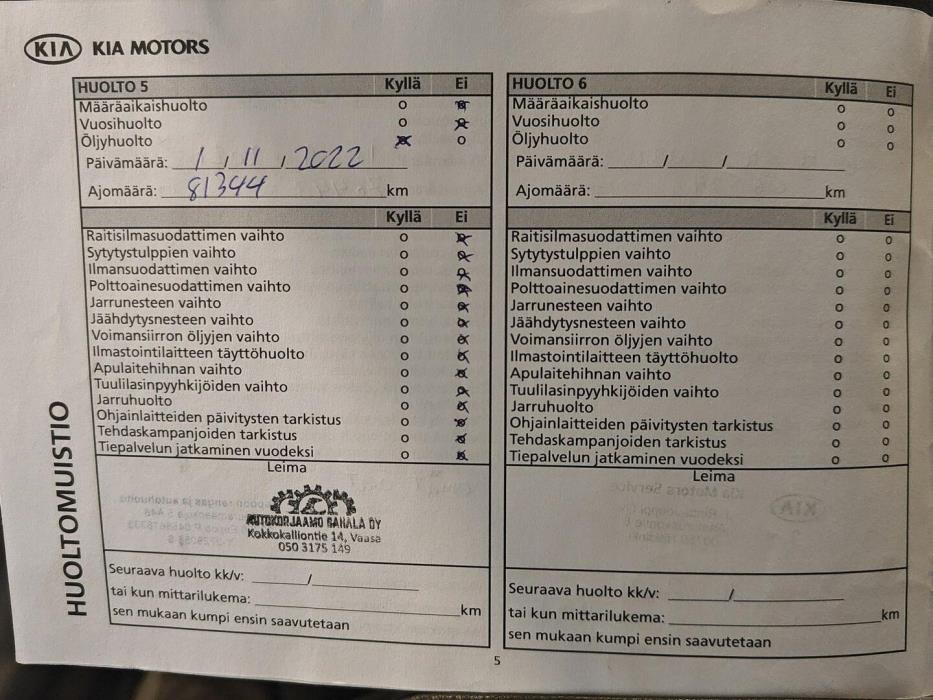 KIA KIA MOTORS
HUOLTOMUISTIO
HUOLTO 5 Kyllä Ei
Määräaikaishuolto
Vuosihuolto
Öljyhuolto
Päivämäärä: 1 / 11 / 2022
Ajomäärä: 81344 km
Kyllä Ei
Raitisilmasuodattimen vaihto
Sytytystulppien vaihto
Ilmansuodattimen vaihto
Polttoainesuodattimen vaihto
Jarrunesteen vaihto
Jäähdytysnesteen vaihto
Voimansiirron öljyjen vaihto
Ilmastointilaitteen täyttöhuolto
Apulaitehihnan vaihto
Tuulilasinpyyhkijöiden vaihto
Jarruhuolto
Ohjainlaitteiden päivitysten tarkistus
Tehdaskampanjoiden tarkistus
Tiepalvelun jatkaminen vuodeksi
Leima
AUTOKORJAAMO SAHALA OY
Kokkokalliontie 14, Vaasa
050 3175 149
Seuraava huolto kk/v: /
tai kun mittarilukema: km
sen mukaan kumpi ensin saavutetaan
HUOLTO 6 Kyllä Ei
Määräaikaishuolto
Vuosihuolto
Öljyhuolto
Päivämäärä: / /
Ajomäärä: km
Kyllä Ei
Raitisilmasuodattimen vaihto
Sytytystulppien vaihto
Ilmansuodattimen vaihto
Polttoainesuodattimen vaihto
Jarrunesteen vaihto
Jäähdytysnesteen vaihto
Voimansiirron öljyjen vaihto
Ilmastointilaitteen täyttöhuolto
Apulaitehihnan vaihto
Tuulilasinpyyhkijöiden vaihto
Jarruhuolto
Ohjainlaitteiden päivitysten tarkistus
Tehdaskampanjoiden tarkistus
Tiepalvelun jatkaminen vuodeksi
Leima
Seuraava huolto kk/v: /
tai kun mittarilukema: km
sen mukaan kumpi ensin saavutetaan
5